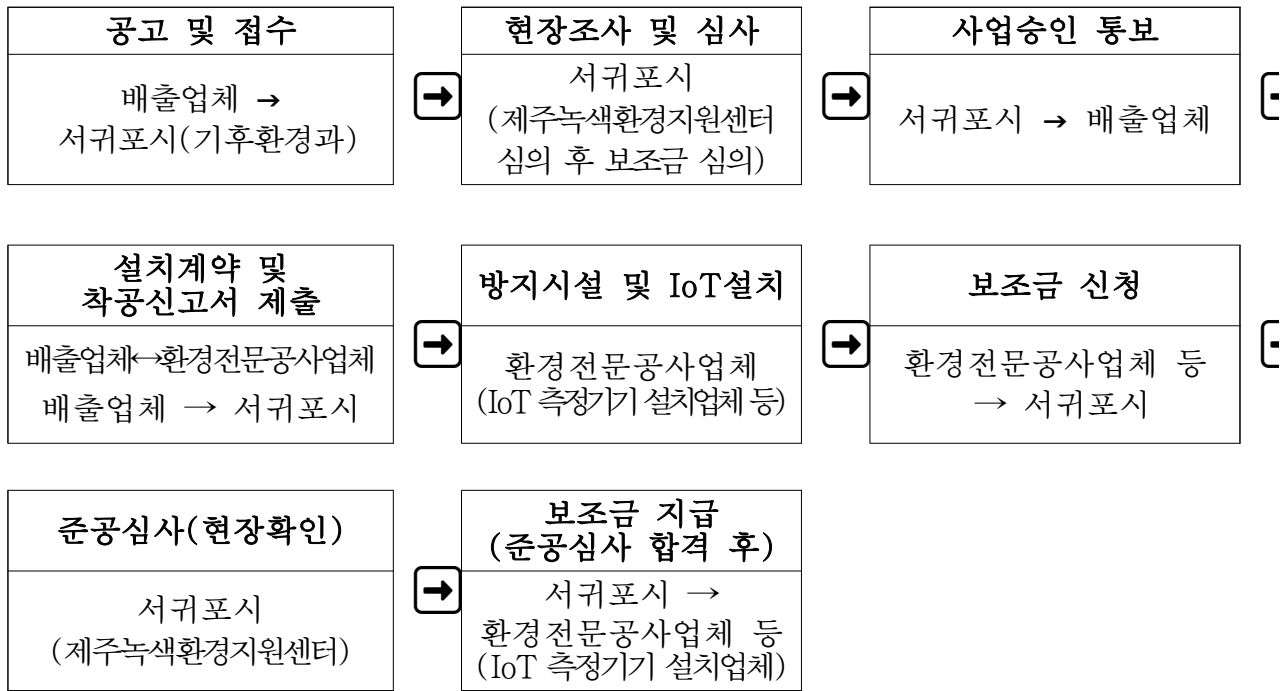 공고 및 접수
배출업체 →
서귀포시(기후환경과)
현장조사 및 심사
서귀포시
(제주녹색환경지원센터
심의 후 보조금 심의)
사업승인 통보
서귀포시 → 배출업체
설치계약 및
착공신고서 제출
배출업체↔환경전문공사업체
배출업체 → 서귀포시
방지시설 및 IoT설치
환경전문공사업체
(IoT 측정기기 설치업체 등)
보조금 신청
환경전문공사업체 등
→ 서귀포시
준공심사(현장확인)
서귀포시
(제주녹색환경지원센터)
보조금 지급
(준공심사 합격 후)
서귀포시 →
환경전문공사업체 등
(IoT 측정기기 설치업체)